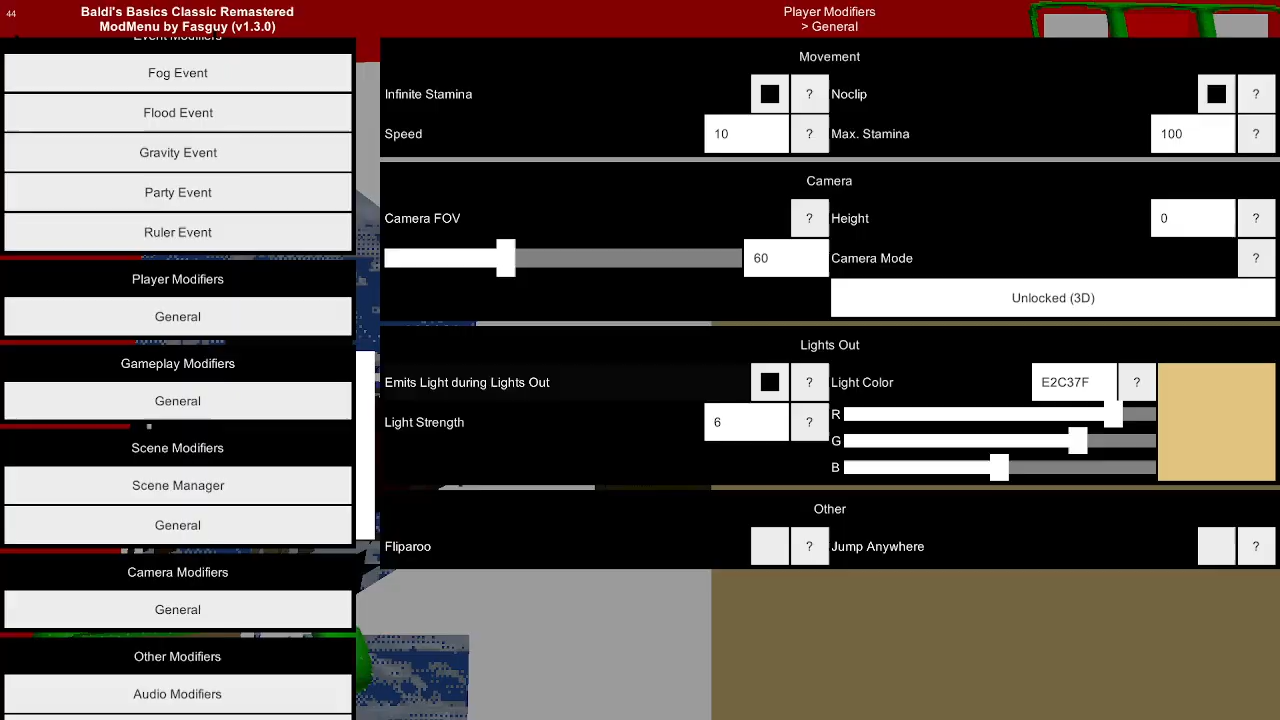 44
Baldi's Basics Classic Remastered
ModMenu by Fasguy (v1.3.0)
Event Modifiers
Fog Event
Flood Event
Gravity Event
Party Event
Ruler Event
Player Modifiers
General
Gameplay Modifiers
General
Scene Modifiers
Scene Manager
General
Camera Modifiers
General
Other Modifiers
Audio Modifiers
Player Modifiers
> General
Movement
Infinite Stamina ? Noclip ?
Speed 10 ? Max. Stamina 100 ?
Camera
Camera FOV ? Height 0 ?
60 Camera Mode ?
Unlocked (3D)
Lights Out
Emits Light during Lights Out ? Light Color E2C37F ?
R
Light Strength 6 ?
G
B
Other
Fliparoo ? Jump Anywhere ?